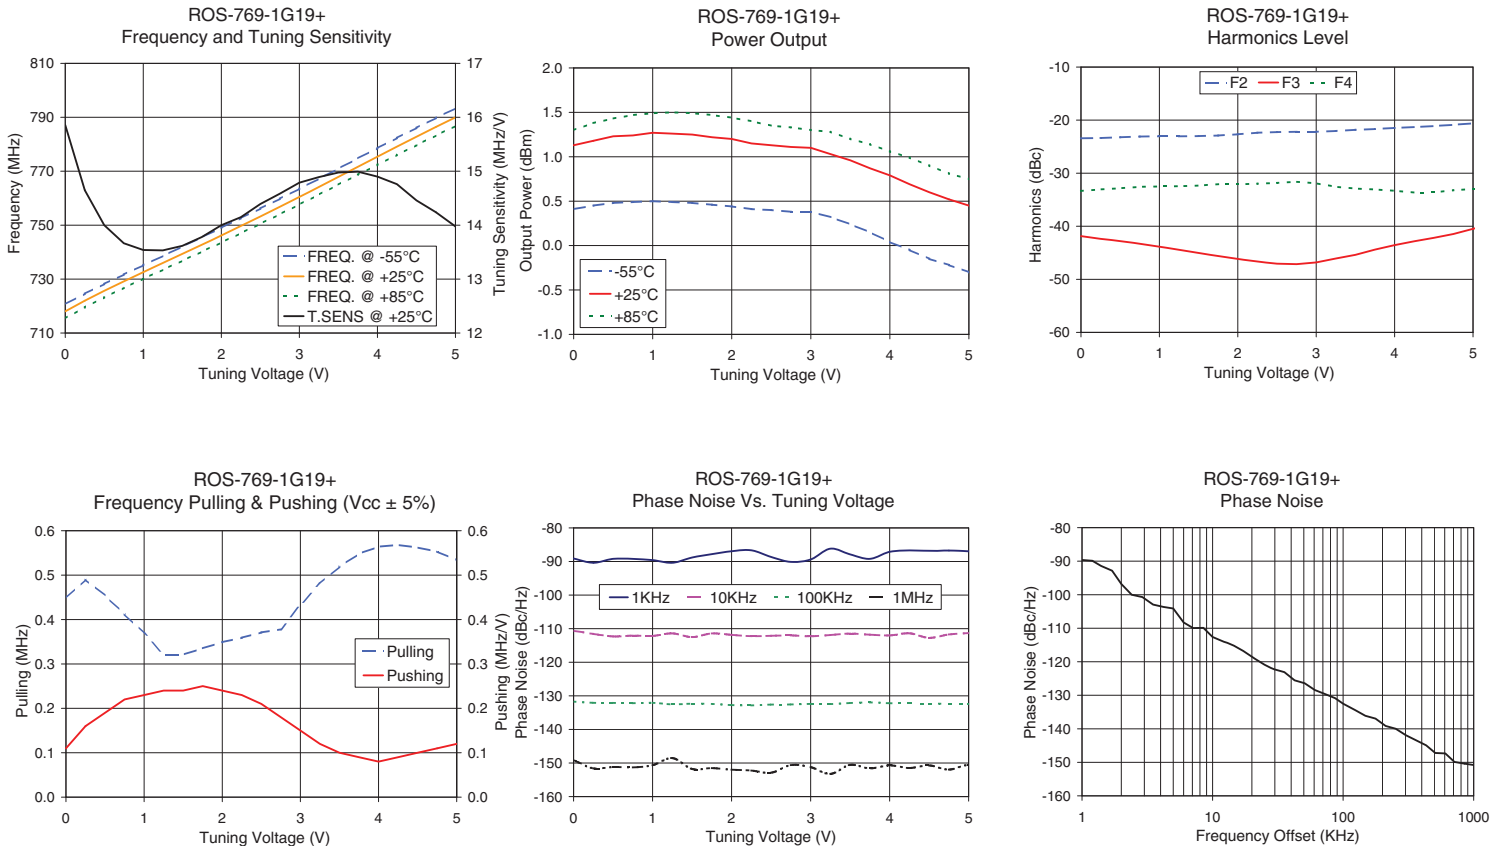 ROS-769-1G19+
Frequency and Tuning Sensitivity
810
790
770
750
730
710
Frequency (MHz)
17
16
15
14
13
12
Tuning Sensitivity (MHz/V)
FREQ. @ -55°C
FREQ. @ +25°C
FREQ. @ +85°C
T.SENS @ +25°C
0 1 2 3 4 5
Tuning Voltage (V)
ROS-769-1G19+
Power Output
2.0
1.5
1.0
0.5
0.0
-0.5
-1.0
Output Power (dBm)
-55°C
+25°C
+85°C
0 1 2 3 4 5
Tuning Voltage (V)
ROS-769-1G19+
Harmonics Level
-10
-20
-30
-40
-50
-60
Harmonics (dBc)
F2 F3 F4
0 1 2 3 4 5
Tuning Voltage (V)
ROS-769-1G19+
Frequency Pulling & Pushing (Vcc ± 5%)
0.6
0.5
0.4
0.3
0.2
0.1
0.0
Pulling (MHz)
0.6
0.5
0.4
0.3
0.2
0.1
0.0
Pushing (MHz/V)
Pulling
Pushing
0 1 2 3 4 5
Tuning Voltage (V)
ROS-769-1G19+
Phase Noise Vs. Tuning Voltage
-80
-90
-100
-110
-120
-130
-140
-150
-160
Phase Noise (dBc/Hz)
1KHz 10KHz 100KHz 1MHz
0 1 2 3 4 5
Tuning Voltage (V)
ROS-769-1G19+
Phase Noise
-80
-90
-100
-110
-120
-130
-140
-150
-160
Phase Noise (dBc/Hz)
1 10 100 1000
Frequency Offset (KHz)